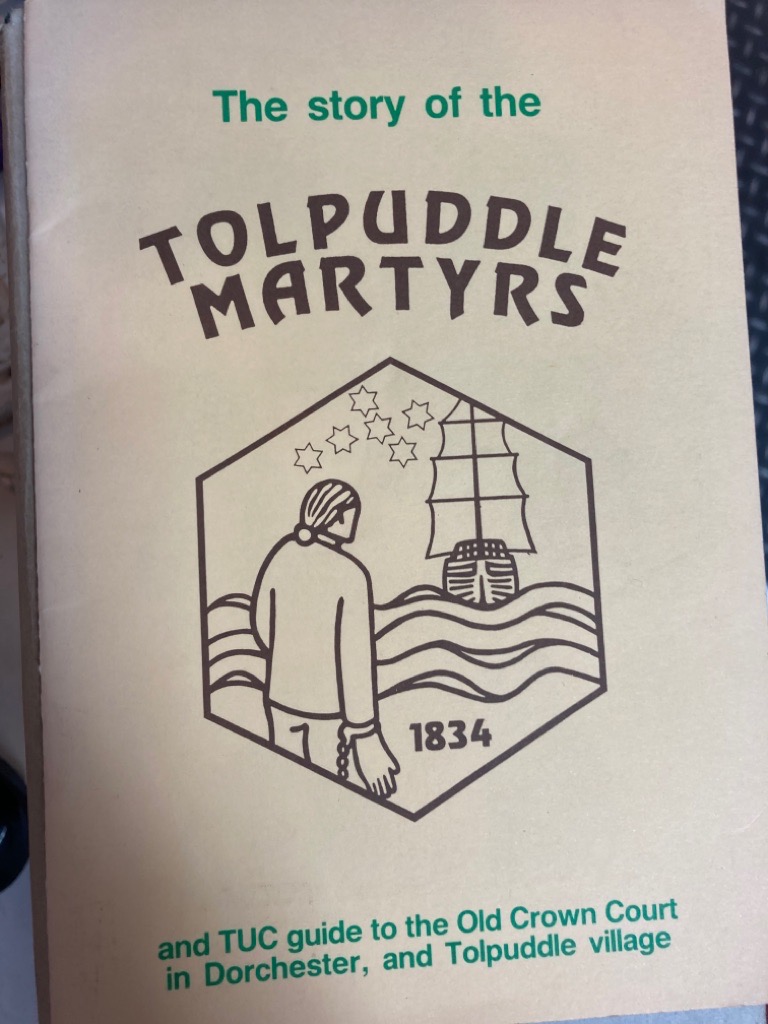 The story of the
TOLPUDDLE
MARTYRS
1834
and TUC guide to the Old Crown Court
in Dorchester, and Tolpuddle village